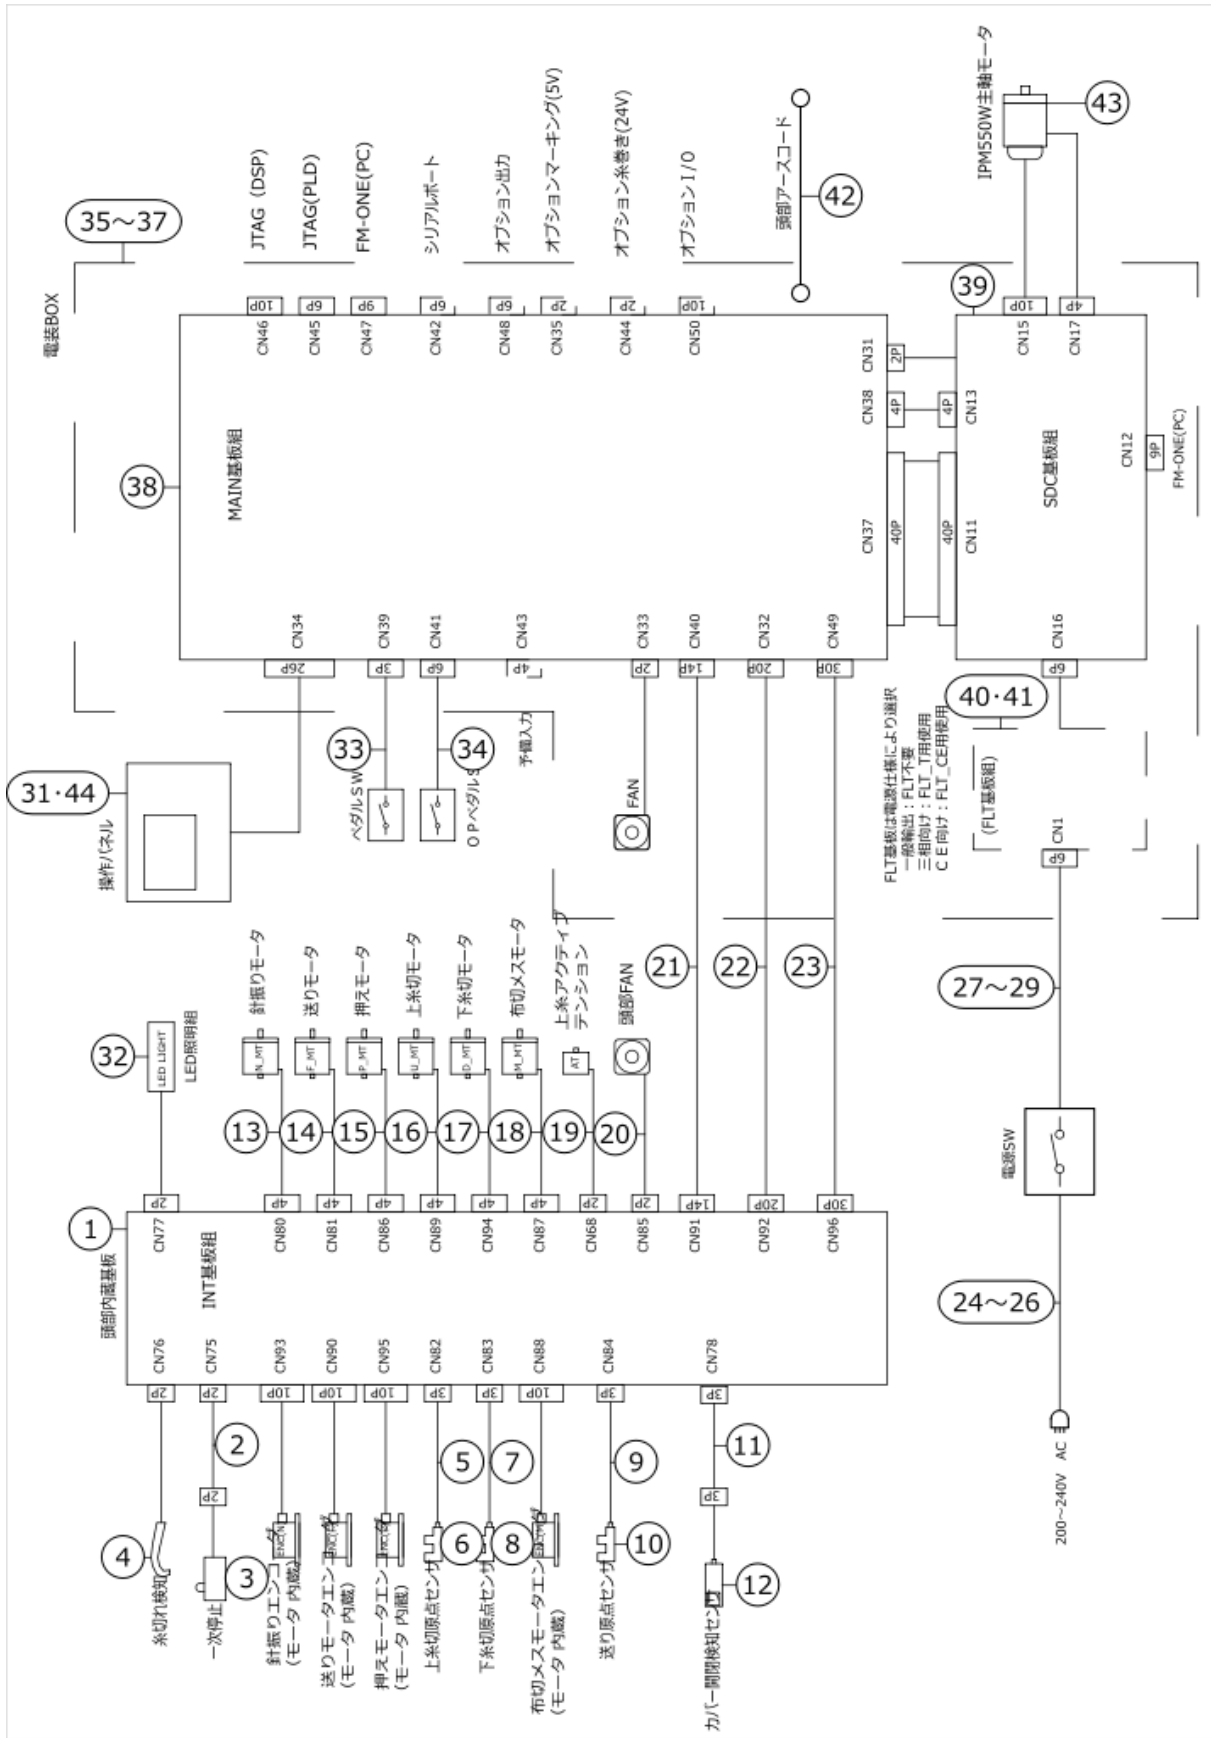 電装BOX
35～37
JTAG (DSP)
JTAG(PLD)
FM-ONE(PC)
シリアルポート
オプション出力
オプションマーキング(5V)
オプション糸巻き(24V)
オプションI/O
頭部アースコード
42
IPM550W主軸モータ
43
10P
6P
9P
6P
6P
2P
2P
10P
CN46
CN45
CN47
CN42
CN48
CN35
CN44
CN50
38
MAIN基板組
CN31
2P
CN38
4P
4P
CN13
CN37
40P
40P
CN11
39
10P
4P
CN15
CN17
SDC基板組
CN12
9P
FM-ONE(PC)
CN16
6P
CN34
CN39
CN41
CN43
CN33
CN40
CN32
CN49
26P
3P
6P
4P
2P
14P
20P
30P
31・44
操作パネル
33
ペダルSW
34
OPペダルS
予備入力
FAN
FLT基板は電源仕様により選択
一般輸出：FLT不要
三相向け：FLT_T用使用
CE向け：FLT_CE用使用
40・41
(FLT基板組)
CN1
6P
21
22
23
27～29
電源SW
24～26
200～240V AC
32
LED LIGHT
LED照明組
針振りモータ
送りモータ
押えモータ
上糸切モータ
下糸切モータ
布切メスモータ
上糸アクティブ
テンション
頭部FAN
N_MT
F_MT
P_MT
U_MT
D_MT
M_MT
AT
13
14
15
16
17
18
19
20
2P
4P
4P
4P
4P
4P
4P
2P
2P
14P
20P
30P
CN77
CN80
CN81
CN86
CN89
CN94
CN87
CN68
CN85
CN91
CN92
CN96
1
頭部内蔵基板
INT基板組
CN76
CN75
CN93
CN90
CN95
CN82
CN83
CN88
CN84
CN78
2P
2P
10P
10P
10P
3P
3P
10P
3P
3P
2
2P
5
7
9
11
3P
4
糸切れ検知
3
一次停止
針振りエンコーダ
(モータ内蔵)
送りモータエンコーダ
(モータ内蔵)
押えモータエンコーダ
(モータ内蔵)
6
上糸切原点センサ
8
下糸切原点センサ
布切メスモータエンコーダ
(モータ内蔵)
10
送り原点センサ
12
カバー開閉検知センサ